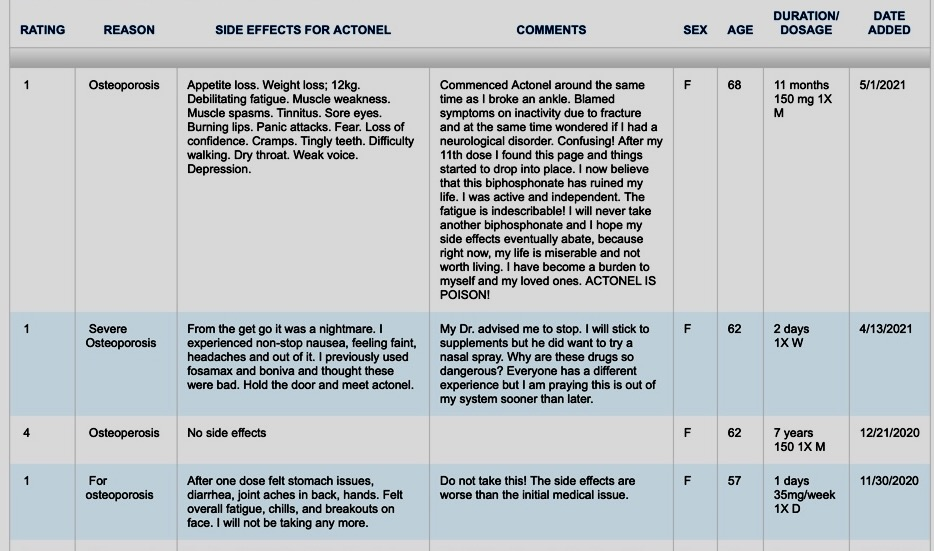 RATING REASON SIDE EFFECTS FOR ACTONEL COMMENTS SEX AGE DURATION/ DOSAGE DATE ADDED
1
Osteoporosis
Appetite loss. Weight loss; 12kg.
Debilitating fatigue. Muscle weakness.
Muscle spasms. Tinnitus. Sore eyes.
Burning lips. Panic attacks. Fear. Loss of
confidence. Cramps. Tingly teeth. Difficulty
walking. Dry throat. Weak voice.
Depression.
Commenced Actonel around the same
time as I broke an ankle. Blamed
symptoms on inactivity due to fracture
and at the same time wondered if I had a
neurological disorder. Confusing! After my
11th dose I found this page and things
started to drop into place. I now believe
that this biphosphonate has ruined my
life. I was active and independent. The
fatigue is indescribable! I will never take
another biphosphonate and I hope my
side effects eventually abate, because
right now, my life is miserable and not
worth living. I have become a burden to
myself and my loved ones. ACTONEL IS
POISON!
F
68
11 months
150 mg 1X
M
5/1/2021
1
Severe
Osteoporosis
From the get go it was a nightmare. I
experienced non-stop nausea, feeling faint,
headaches and out of it. I previously used
fosamax and boniva and thought these
were bad. Hold the door and meet actonel.
My Dr. advised me to stop. I will stick to
supplements but he did want to try a
nasal spray. Why are these drugs so
dangerous? Everyone has a different
experience but I am praying this is out of
my system sooner than later.
F
62
2 days
1X W
4/13/2021
4
Osteoperosis
No side effects
F
62
7 years
150 1X M
12/21/2020
1
For
osteoporosis
After one dose felt stomach issues,
diarrhea, joint aches in back, hands. Felt
overall fatigue, chills, and breakouts on
face. I will not be taking any more.
Do not take this! The side effects are
worse than the initial medical issue.
F
57
1 days
35mg/week
1X D
11/30/2020